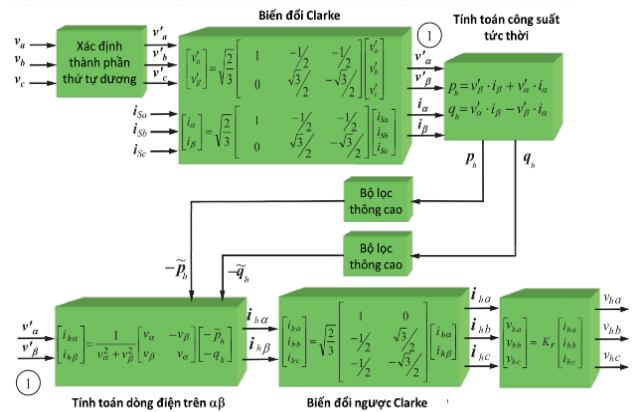 Biến đổi Clarke
Tính toán công suất tức thời
v_a
v_b
v_c
Xác định thành phần thứ tự dương
v'_a
v'_b
v'_c
i_Sa
i_Sb
i_Sc
[v'_α v'_β] = √(2/3) [1 -1/2 -1/2 0 √3/2 -√3/2] [v'_a v'_b v'_c]
[i_α i_β] = √(2/3) [1 -1/2 -1/2 0 √3/2 -√3/2] [i_Sa i_Sb i_Sc]
1
v'_α
v'_β
i_α
i_β
p_h = v'_β · i_β + v'_α · i_α
q_h = v'_α · i_β − v'_β · i_α
p_h
q_h
Bộ lọc thông cao
Bộ lọc thông cao
−p̃_h
−q̃_h
v'_α
v'_β
1
[i_hα i_hβ] = 1/(v_α^2 + v_β^2) [v_α -v_β v_β v_α] [-p̃_h -q_h]
i_hα
i_hβ
[i_ha i_hb i_hc] = √(2/3) [1 0 -1/2 √3/2 -1/2 -√3/2] [i_hα i_hβ]
i_ha
i_hb
i_hc
[v_ha v_hb v_hc] = K_r [i_ha i_hb i_hc]
v_ha
v_hb
v_hc
Tính toán dòng điện trên αβ
Biến đổi ngược Clarke